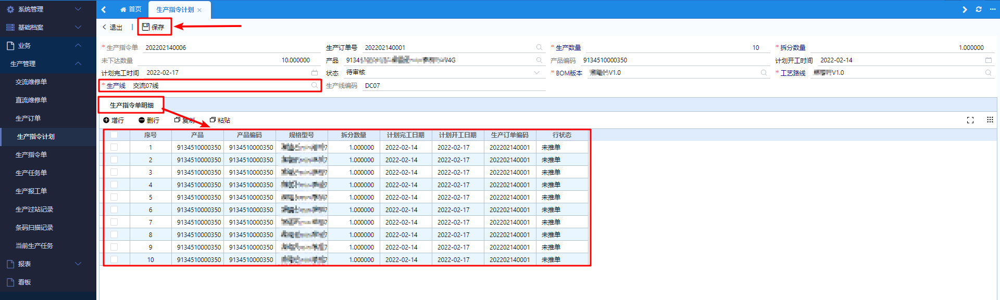 系统管理
基础档案
业务
生产管理
交流维修单
直流维修单
生产订单
生产指令计划
生产指令单
生产任务单
生产报工单
生产过站记录
条码扫描记录
当前生产任务
报表
看板
首页 生产指令计划 ×
退出 | 保存
* 生产指令单 202202140006 生产订单号 202202140001 * 生产数量 10 * 拆分数量 1.000000
未下达数量 10.000000 产品 9134 /4G 产品编码 9134510000350 计划开工时间 2022-02-14
计划完工时间 2022-02-17 状态 待审核 * BOM版本 V1.0 * 工艺路线 V1.0
* 生产线 交流07线 生产线编码 DC07
生产指令单明细
增行 删行 复制 粘贴
序号 产品 产品编码 规格型号 拆分数量 计划完工日期 计划开工日期 生产订单编码 行状态
1 9134510000350 9134510000350 7 1.000000 2022-02-14 2022-02-17 202202140001 未推单
2 9134510000350 9134510000350 7 1.000000 2022-02-14 2022-02-17 202202140001 未推单
3 9134510000350 9134510000350 7 1.000000 2022-02-14 2022-02-17 202202140001 未推单
4 9134510000350 9134510000350 7 1.000000 2022-02-14 2022-02-17 202202140001 未推单
5 9134510000350 9134510000350 7 1.000000 2022-02-14 2022-02-17 202202140001 未推单
6 9134510000350 9134510000350 7 1.000000 2022-02-14 2022-02-17 202202140001 未推单
7 9134510000350 9134510000350 7 1.000000 2022-02-14 2022-02-17 202202140001 未推单
8 9134510000350 9134510000350 7 1.000000 2022-02-14 2022-02-17 202202140001 未推单
9 9134510000350 9134510000350 7 1.000000 2022-02-14 2022-02-17 202202140001 未推单
10 9134510000350 9134510000350 7 1.000000 2022-02-14 2022-02-17 202202140001 未推单